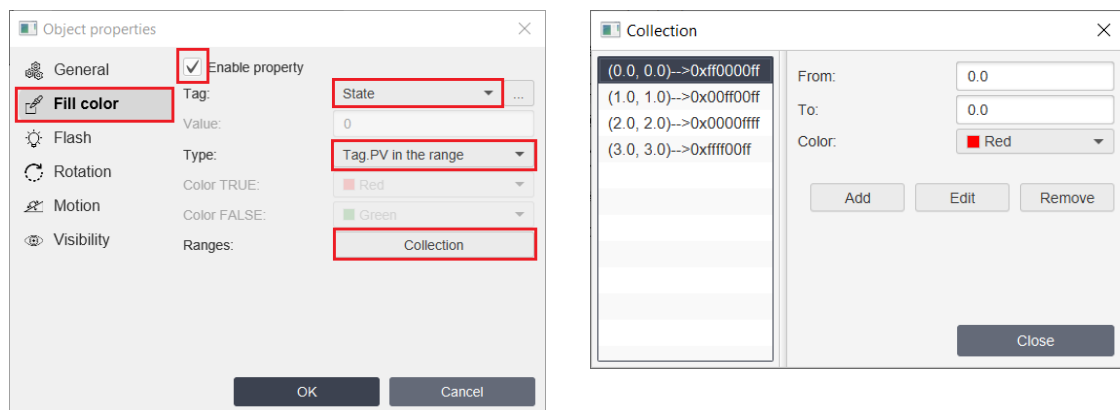 Object properties
General
Fill color
Flash
Rotation
Motion
Visibility
Enable property
Tag: State ...
Value: 0
Type: Tag.PV in the range
Color TRUE: Red
Color FALSE: Green
Ranges: Collection
OK Cancel
Collection
(0.0, 0.0)-->0xff0000ff
(1.0, 1.0)-->0x00ff00ff
(2.0, 2.0)-->0x0000ffff
(3.0, 3.0)-->0xffff00ff
From: 0.0
To: 0.0
Color: Red
Add Edit Remove
Close